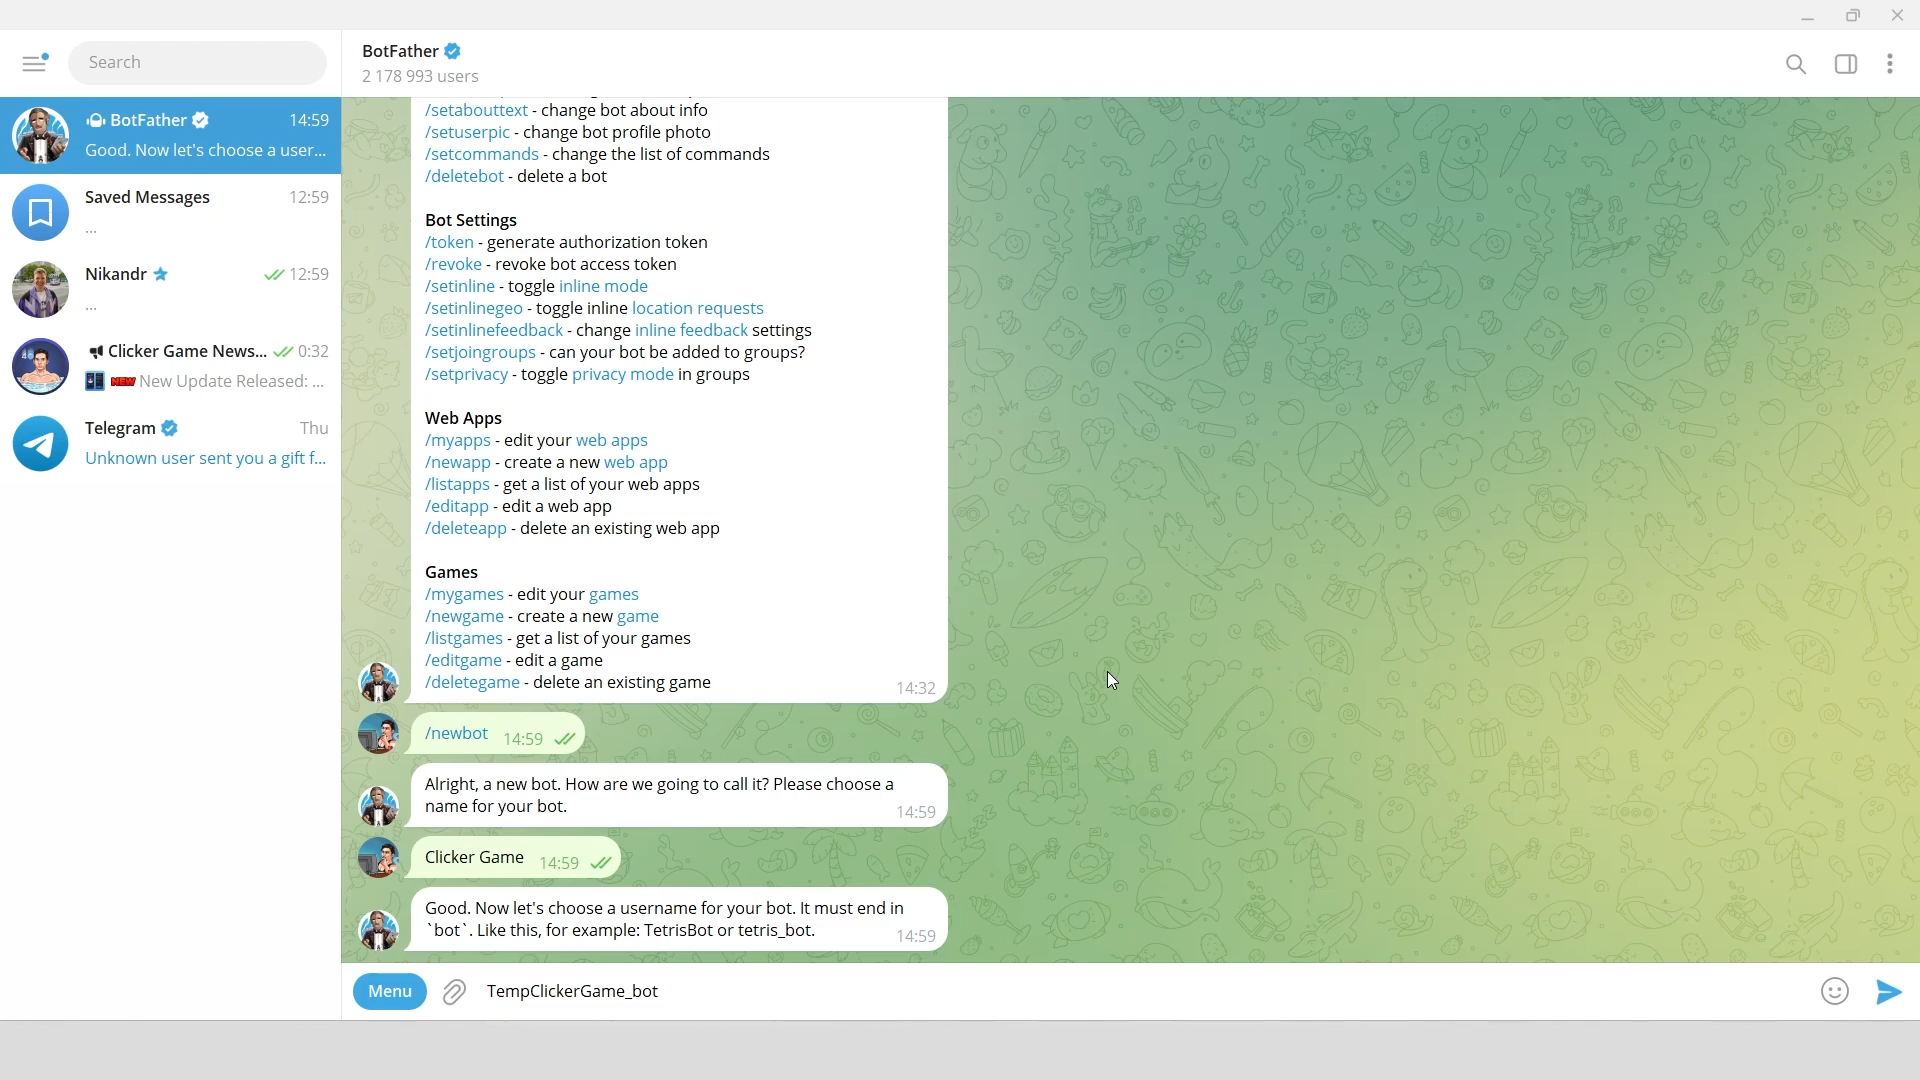 Search
BotFather
2 178 993 users
BotFather 14:59
Good. Now let's choose a user...
Saved Messages 12:59
...
Nikandr 12:59
...
Clicker Game News... 0:32
NEW New Update Released: ...
Telegram Thu
Unknown user sent you a gift f...
/setabouttext - change bot about info
/setuserpic - change bot profile photo
/setcommands - change the list of commands
/deletebot - delete a bot
Bot Settings
/token - generate authorization token
/revoke - revoke bot access token
/setinline - toggle inline mode
/setinlinegeo - toggle inline location requests
/setinlinefeedback - change inline feedback settings
/setjoingroups - can your bot be added to groups?
/setprivacy - toggle privacy mode in groups
Web Apps
/myapps - edit your web apps
/newapp - create a new web app
/listapps - get a list of your web apps
/editapp - edit a web app
/deleteapp - delete an existing web app
Games
/mygames - edit your games
/newgame - create a new game
/listgames - get a list of your games
/editgame - edit a game
/deletegame - delete an existing game
14:32
/newbot 14:59
Alright, a new bot. How are we going to call it? Please choose a
name for your bot.
14:59
Clicker Game 14:59
Good. Now let's choose a username for your bot. It must end in
`bot`. Like this, for example: TetrisBot or tetris_bot.
14:59
Menu
TempClickerGame_bot